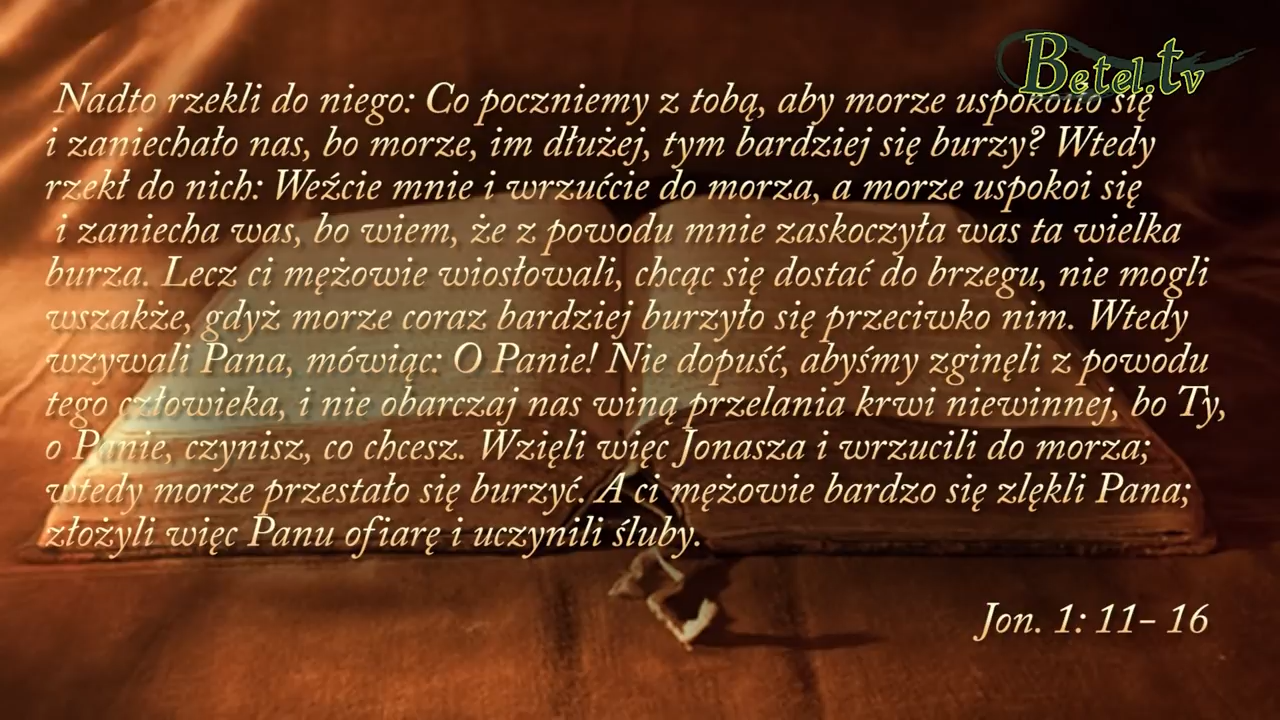 Betel.tv
Nadto rzekli do niego: Co poczniemy z tobą, aby morze uspokoiło się
i zaniechało nas, bo morze, im dłużej, tym bardziej się burzy? Wtedy
rzekł do nich: Weźcie mnie i wrzućcie do morza, a morze uspokoi się
i zaniecha was, bo wiem, że z powodu mnie zaskoczyła was ta wielka
burza. Lecz ci mężowie wiosłowali, chcąc się dostać do brzegu, nie mogli
wszakże, gdyż morze coraz bardziej burzyło się przeciwko nim. Wtedy
wzywali Pana, mówiąc: O Panie! Nie dopuść, abyśmy zginęli z powodu
tego człowieka, i nie obarczaj nas winą przelania krwi niewinnej, bo Ty,
o Panie, czynisz, co chcesz. Wzięli więc Jonasza i wrzucili do morza;
wtedy morze przestało się burzyć. A ci mężowie bardzo się zlękli Pana;
złożyli więc Panu ofiarę i uczynili śluby.
Jon. 1: 11- 16